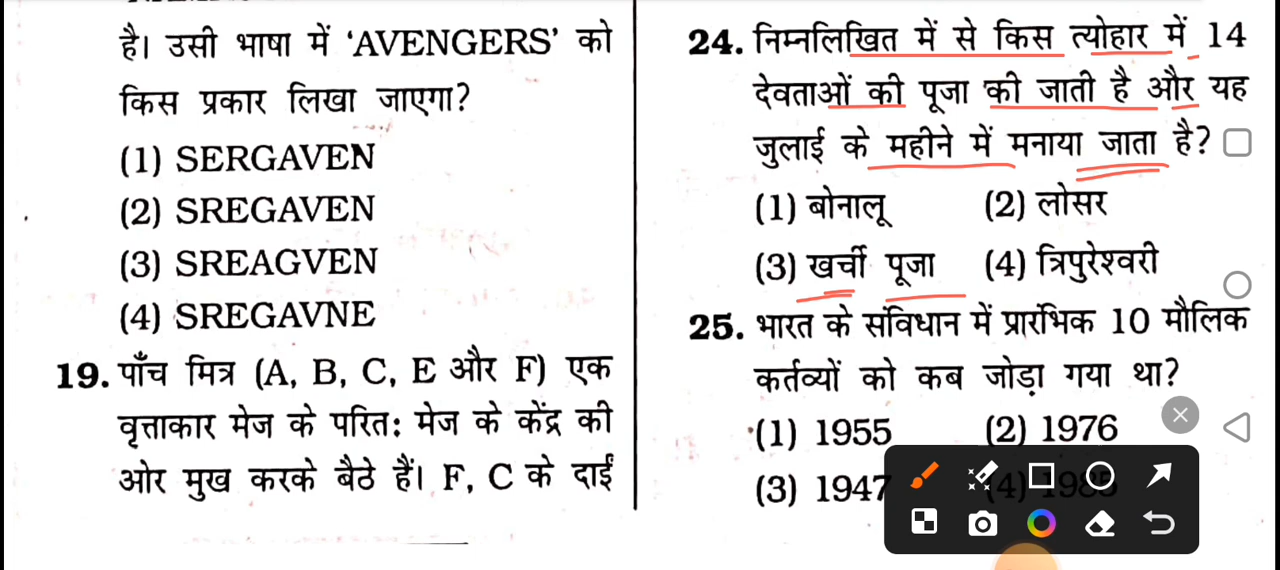 है। उसी भाषा में ‘AVENGERS’ को
किस प्रकार लिखा जाएगा?
(1) SERGAVEN
(2) SREGAVEN
(3) SREAGVEN
(4) SREGAVNE
19. पाँच मित्र (A, B, C, E और F) एक
वृत्ताकार मेज के परितः मेज के केंद्र की
ओर मुख करके बैठे हैं। F, C के दाईं
24. निम्नलिखित में से किस त्योहार में 14
देवताओं की पूजा की जाती है और यह
जुलाई के महीने में मनाया जाता है?
(1) बोनालू (2) लोसर
(3) खर्ची पूजा (4) त्रिपुरेश्वरी
25. भारत के संविधान में प्रारंभिक 10 मौलिक
कर्तव्यों को कब जोड़ा गया था?
(1) 1955 (2) 1976
(3) 1947 (4) 1985